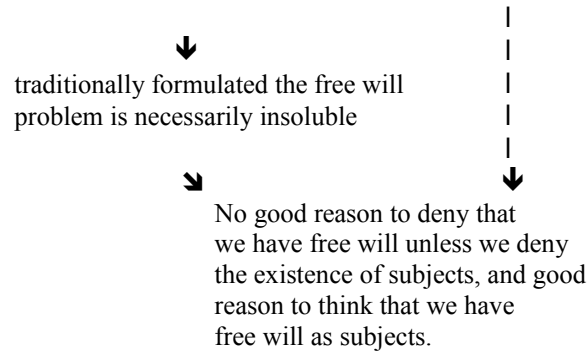 traditionally formulated the free will
problem is necessarily insoluble
No good reason to deny that
we have free will unless we deny
the existence of subjects, and good
reason to think that we have
free will as subjects.